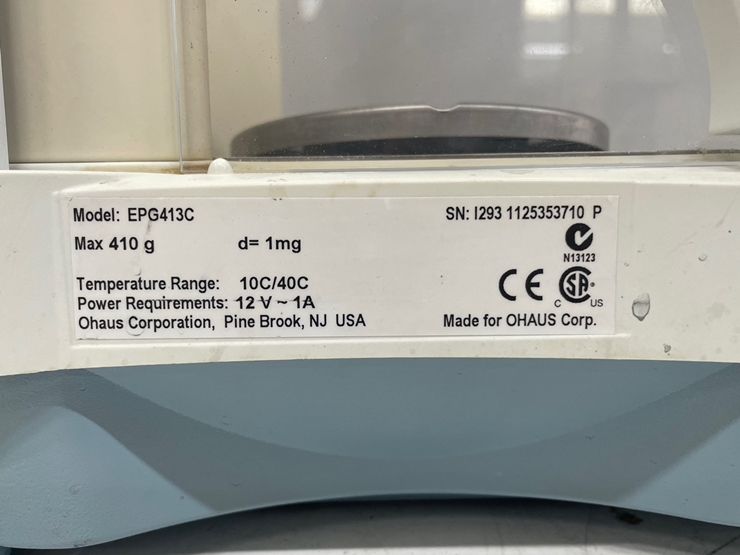 Model: EPG413C
SN: I293 1125353710 P
Max 410 g
d= 1mg
N13123
Temperature Range: 10C/40C
Power Requirements: 12 V ~ 1A
CE
SA
C US
Ohaus Corporation, Pine Brook, NJ USA
Made for OHAUS Corp.